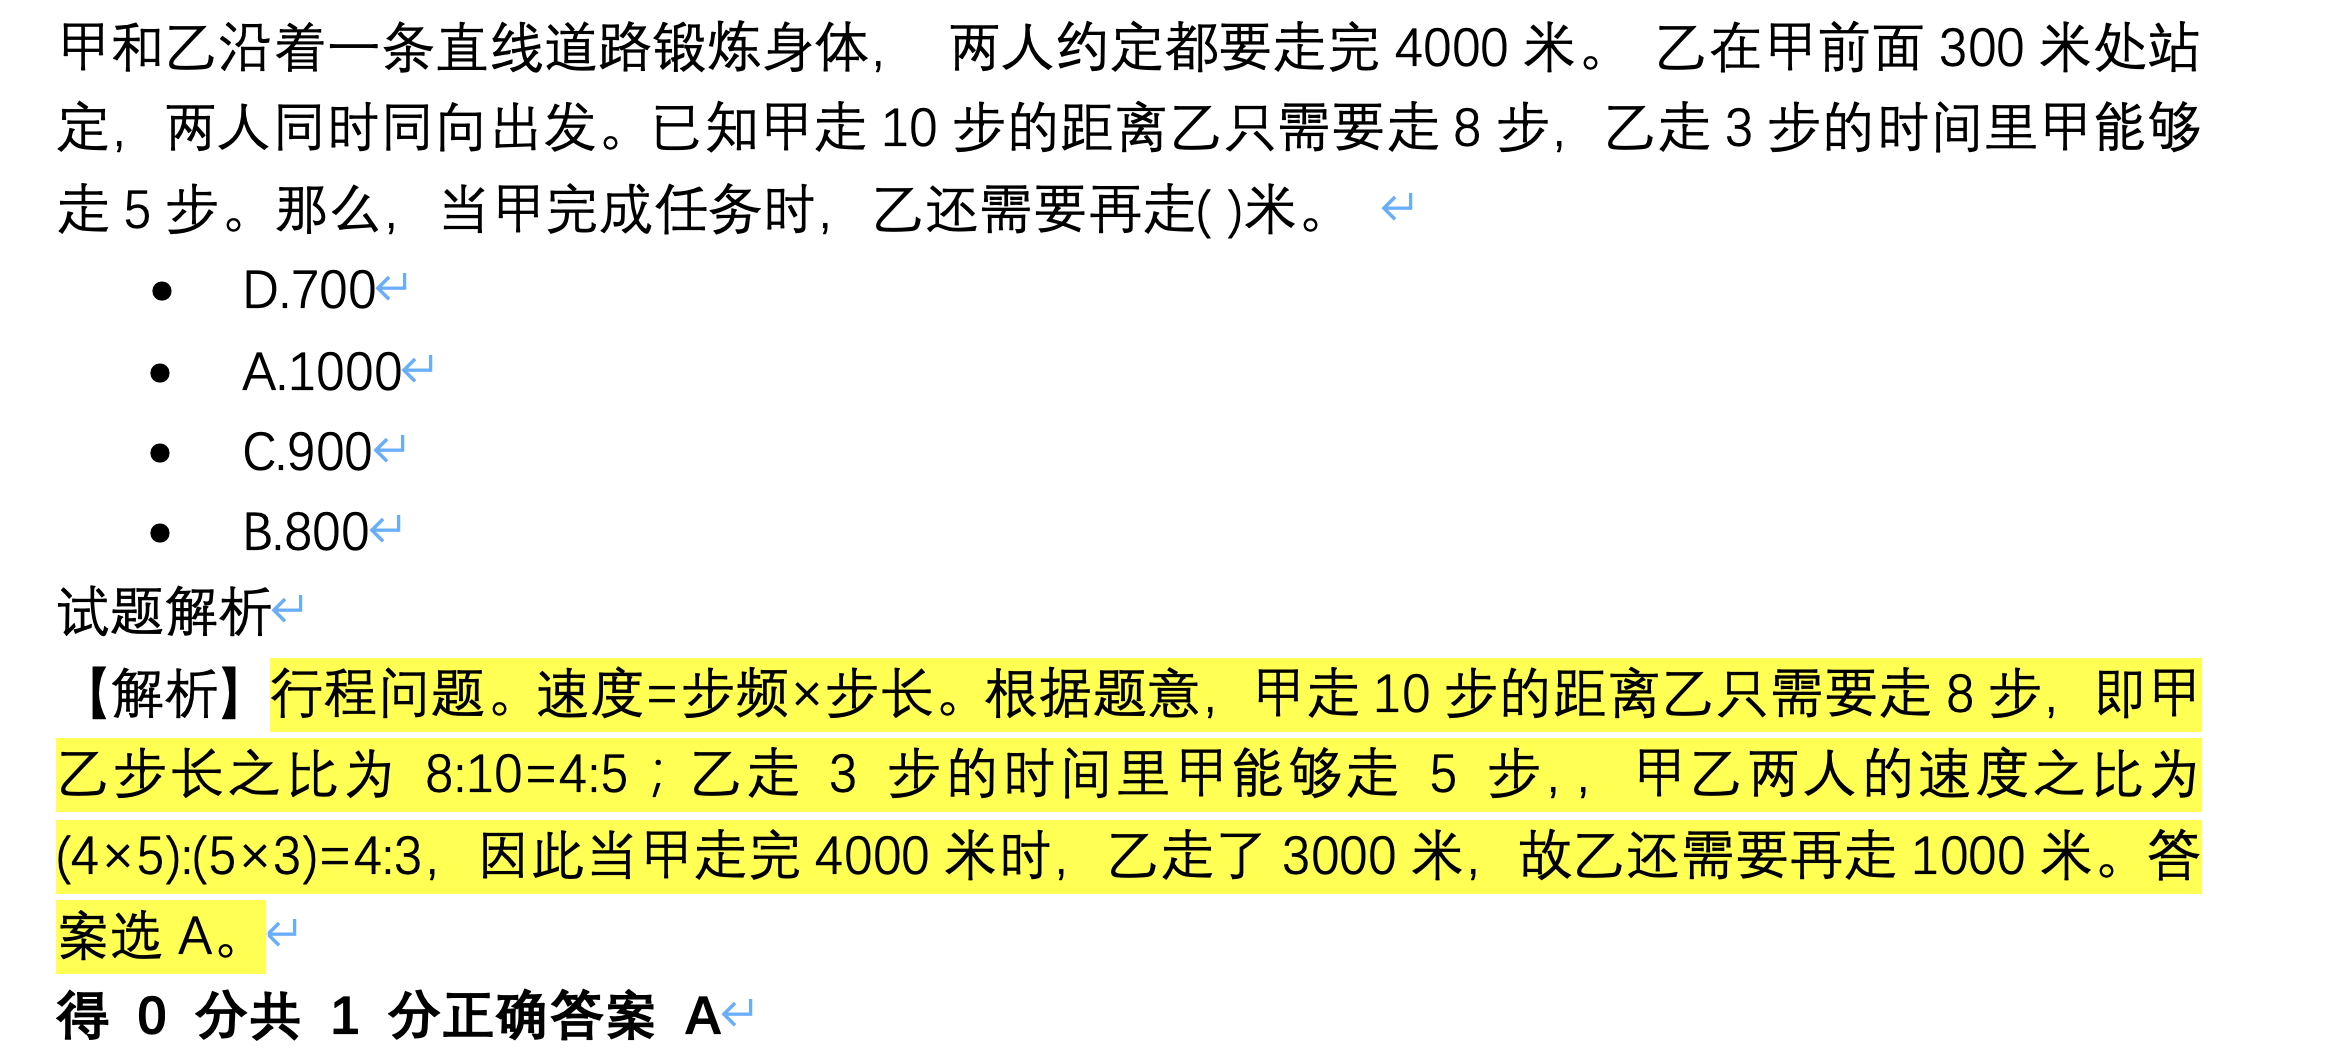 甲和乙沿着一条直线道路锻炼身体, 两人约定都要走完 4000 米。 乙在甲前面 300 米处站
定, 两人同时同向出发。已知甲走 10 步的距离乙只需要走 8 步, 乙走 3 步的时间里甲能够
走 5 步。那么, 当甲完成任务时, 乙还需要再走( )米。 ↵
● D.700↵
● A.1000↵
● C.900↵
● B.800↵
试题解析↵
【解析】行程问题。速度=步频×步长。根据题意, 甲走 10 步的距离乙只需要走 8 步, 即甲
乙步长之比为 8:10=4:5；乙走 3 步的时间里甲能够走 5 步, , 甲乙两人的速度之比为
(4×5):(5×3)=4:3, 因此当甲走完 4000 米时, 乙走了 3000 米, 故乙还需要再走 1000 米。答
案选 A。↵
得 0 分共 1 分正确答案 A↵